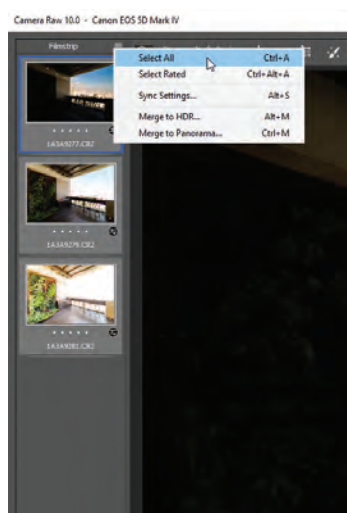 Camera Raw 10.0 - Canon EOS 5D Mark IV
Filmstrip
Select All Ctrl+A
Select Rated Ctrl+Alt+A
Sync Settings... Alt+S
Merge to HDR... Alt+M
Merge to Panorama... Ctrl+M
1A3A9277.CR2
1A3A9279.CR2
1A3A9281.CR2